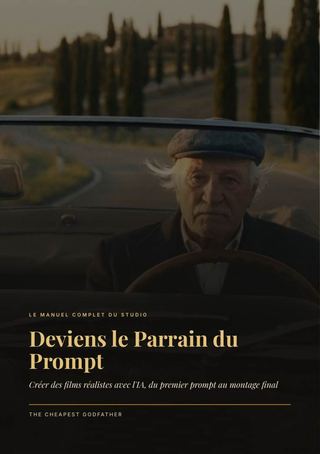 LE MANUEL COMPLET DU STUDIO
Deviens le Parrain du
Prompt
Créer des films réalistes avec l'IA, du premier prompt au montage final
THE CHEAPEST GODFATHER